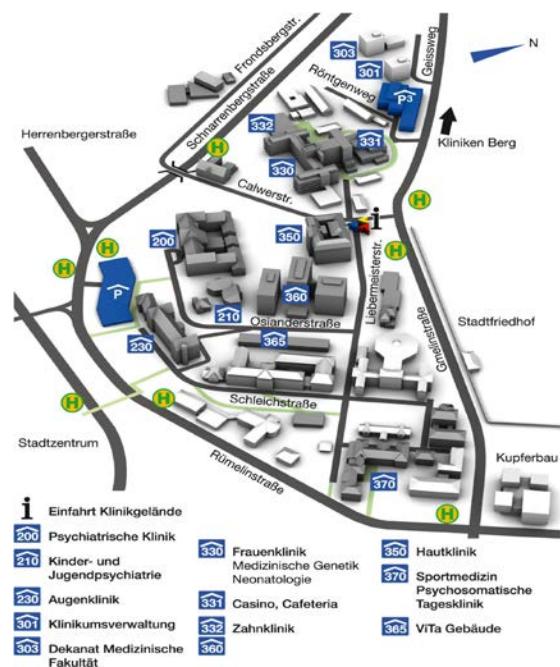 Frondsbergstr.
Schnarrenbergstraße
Herrenbergerstraße
303
301
Röntgenweg
Geissweg
N
P3
332
331
330
Kliniken Berg
H
Calwerstr.
i
H
H
H
H
200
350
P
210
360
Liebermeisterstr.
Gmelinstraße
Stadtfriedhof
Osianderstraße
230
365
H
H
Schleichstraße
Stadtzentrum
Rümelinstraße
370
Kupferbau
H
i Einfahrt Klinikgelände
200 Psychiatrische Klinik
210 Kinder- und
Jugendpsychiatrie
230 Augenklinik
301 Klinikumsverwaltung
303 Dekanat Medizinische
Fakultät
330 Frauenklinik
Medizinische Genetik
Neonatologie
331 Casino, Cafeteria
332 Zahnklinik
360
350 Hautklinik
370 Sportmedizin
Psychosomatische
Tagesklinik
365 ViTa Gebäude